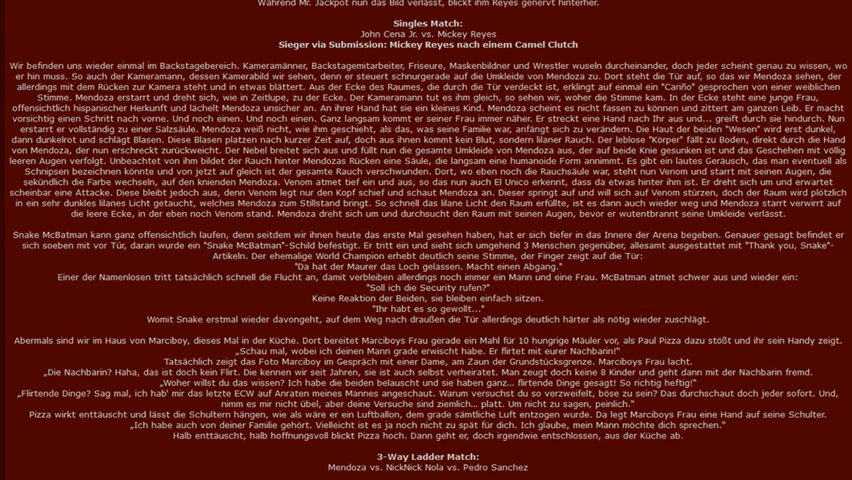 Während Mr. Jackpot nun das Bild verlässt, blickt ihm Reyes genervt hinterher.
Singles Match:
John Cena Jr. vs. Mickey Reyes
Sieger via Submission: Mickey Reyes nach einem Camel Clutch
Wir befinden uns wieder einmal im Backstagebereich. Kameramänner, Backstagemitarbeiter, Friseure, Maskenbildner und Wrestler wuseln durcheinander, doch jeder scheint genau zu wissen, wo
er hin muss. So auch der Kameramann, dessen Kamerabild wir sehen, denn er steuert schnurgerade auf die Umkleide von Mendoza zu. Dort steht die Tür auf, so das wir Mendoza sehen, der
allerdings mit dem Rücken zur Kamera steht und in etwas blättert. Aus der Ecke des Raumes, die durch die Tür verdeckt ist, erklingt auf einmal ein "Cariño" gesprochen von einer weiblichen
Stimme. Mendoza erstarrt und dreht sich, wie in Zeitlupe, zu der Ecke. Der Kameramann tut es ihm gleich, so sehen wir, woher die Stimme kam. In der Ecke steht eine junge Frau,
offensichtlich hispanischer Herkunft und lächelt Mendoza unsicher an. An ihrer Hand hat sie ein kleines Kind. Mendoza scheint es nicht fassen zu können und zittert am ganzen Leib. Er macht
vorsichtig einen Schritt nach vorne. Und noch einen. Und noch einen. Ganz langsam kommt er seiner Frau immer näher. Er streckt eine Hand nach ihr aus und... greift durch sie hindurch. Nun
erstarrt er vollständig zu einer Salzsäule. Mendoza weiß nicht, wie ihm geschieht, als das, was seine Familie war, anfängt sich zu verändern. Die Haut der beiden "Wesen" wird erst dunkel,
dann dunkelrot und schlägt Blasen. Diese Blasen platzen nach kurzer Zeit auf, doch aus ihnen kommt kein Blut, sondern lilaner Rauch. Der leblose "Körper" fällt zu Boden, direkt durch die Hand
von Mendoza, der nun erschreckt zurückweicht. Der Nebel breitet sich aus und füllt nun die gesamte Umkleide von Mendoza aus, der auf beide Knie gesunken ist und das Geschehen mit völlig
leeren Augen verfolgt. Unbeachtet von ihm bildet der Rauch hinter Mendozas Rücken eine Säule, die langsam eine humanoide Form annimmt. Es gibt ein lautes Geräusch, das man eventuell als
Schnipsen bezeichnen könnte und von jetzt auf gleich ist der gesamte Rauch verschwunden. Dort, wo eben noch die Rauchsäule war, steht nun Venom und starrt mit seinen Augen, die
sekündlich die Farbe wechseln, auf den knienden Mendoza. Venom atmet tief ein und aus, so das nun auch El Unico erkennt, dass da etwas hinter ihm ist. Er dreht sich um und erwartet
scheinbar eine Attacke. Diese bleibt jedoch aus, denn Venom legt nur den Kopf schief und schaut Mendoza an. Dieser springt auf und will sich auf Venom stürzen, doch der Raum wird plötzlich
in ein sehr dunkles lilanes Licht getaucht, welches Mendoza zum Stillstand bringt. So schnell das lilane Licht den Raum erfüllte, ist es dann auch wieder weg und Mendoza starrt verwirrt auf
die leere Ecke, in der eben noch Venom stand. Mendoza dreht sich um und durchsucht den Raum mit seinen Augen, bevor er wutentbrannt seine Umkleide verlässt.
Snake McBatman kann ganz offensichtlich laufen, denn seitdem wir ihnen heute das erste Mal gesehen haben, hat er sich tiefer in das Innere der Arena begeben. Genauer gesagt befindet er
sich soeben mit vor Tür, daran wurde ein "Snake McBatman"-Schild befestigt. Er tritt ein und sieht sich umgehend 3 Menschen gegenüber, allesamt ausgestattet mit "Thank you, Snake"-
Artikeln. Der ehemalige World Champion erhebt deutlich seine Stimme, der Finger zeigt auf die Tür:
"Da hat der Maurer das Loch gelassen. Macht einen Abgang."
Einer der Namenlosen tritt tatsächlich schnell die Flucht an, damit verbleiben allerdings noch immer ein Mann und eine Frau. McBatman atmet schwer aus und wieder ein:
"Soll ich die Security rufen?"
Keine Reaktion der Beiden, sie bleiben einfach sitzen.
"Ihr habt es so gewollt..."
Womit Snake erstmal wieder davongeht, auf dem Weg nach draußen die Tür allerdings deutlich härter als nötig wieder zuschlägt.
Abermals sind wir im Haus von Marciboy, dieses Mal in der Küche. Dort bereitet Marciboys Frau gerade ein Mahl für 10 hungrige Mäuler vor, als Paul Pizza dazu stößt und ihr sein Handy zeigt.
„Schau mal, wobei ich deinen Mann grade erwischt habe. Er flirtet mit eurer Nachbarin!“
Tatsächlich zeigt das Foto Marciboy im Gespräch mit einer Dame, am Zaun der Grundstücksgrenze. Marciboys Frau lacht.
„Die Nachbarin? Haha, das ist doch kein Flirt. Die kennen wir seit Jahren, sie ist auch selbst verheiratet. Man zeugt doch keine 8 Kinder und geht dann mit der Nachbarin fremd.
„Woher willst du das wissen? Ich habe die beiden belauscht und sie haben ganz... flirtende Dinge gesagt! So richtig heftig!“
„Flirtende Dinge? Sag mal, ich hab' mir das letzte ECW auf Anraten meines Mannes angeschaut. Warum versuchst du so verzweifelt, böse zu sein? Das durchschaut doch jeder sofort. Und,
nimm es mir nicht übel, aber deine Versuche sind ziemlich... platt. Um nicht zu sagen, peinlich.“
Pizza wirkt enttäuscht und lässt die Schultern hängen, wie als wäre er ein Luftballon, dem grade sämtliche Luft entzogen wurde. Da legt Marciboys Frau eine Hand auf seine Schulter.
„Ich habe auch von deiner Familie gehört. Vielleicht ist es ja noch nicht zu spät für dich. Ich glaube, mein Mann möchte dich sprechen.“
Halb enttäuscht, halb hoffnungsvoll blickt Pizza hoch. Dann geht er, doch irgendwie entschlossen, aus der Küche ab.
3-Way Ladder Match:
Mendoza vs. NickNick Nola vs. Pedro Sanchez